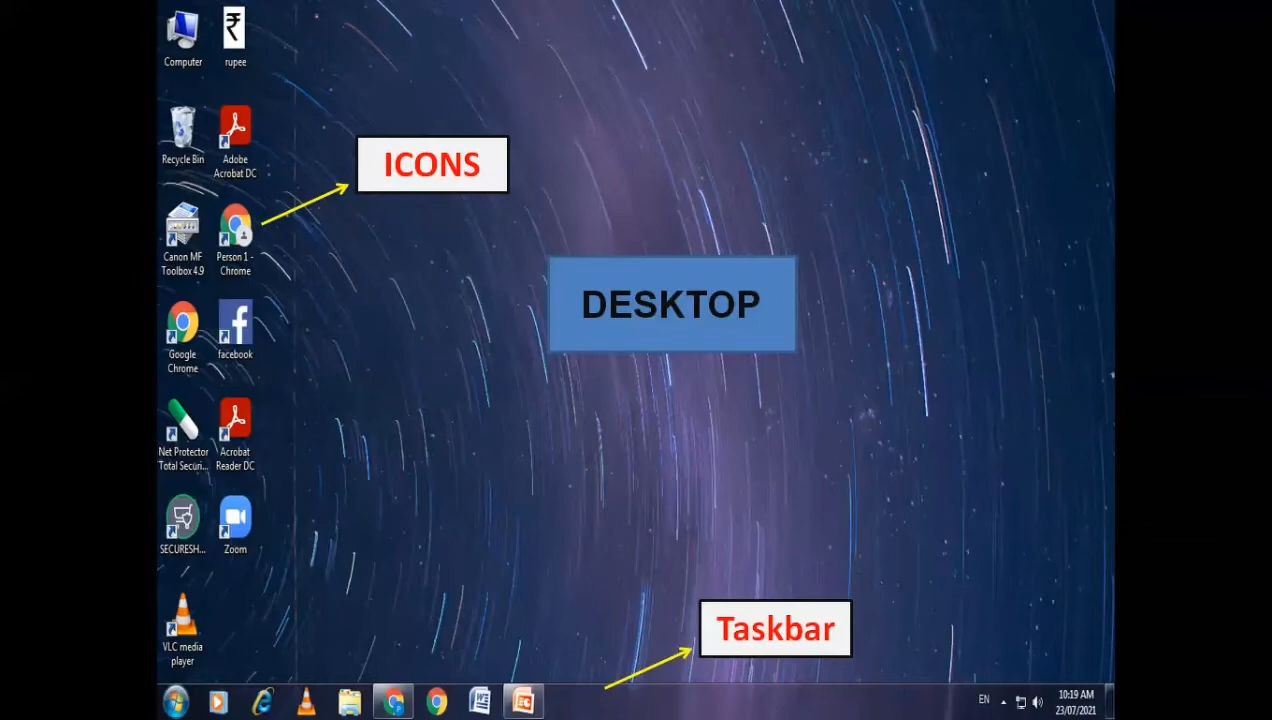 Computer
rupee
₹
Recycle Bin
Adobe
Acrobat DC
ICONS
Canon MF
Toolbox 4.9
Person 1 -
Chrome
DESKTOP
Google
Chrome
facebook
Net Protector
Total Securi...
Acrobat
Reader DC
SECURESH...
Zoom
VLC media
player
Taskbar
EN
10:19 AM
23/07/2021